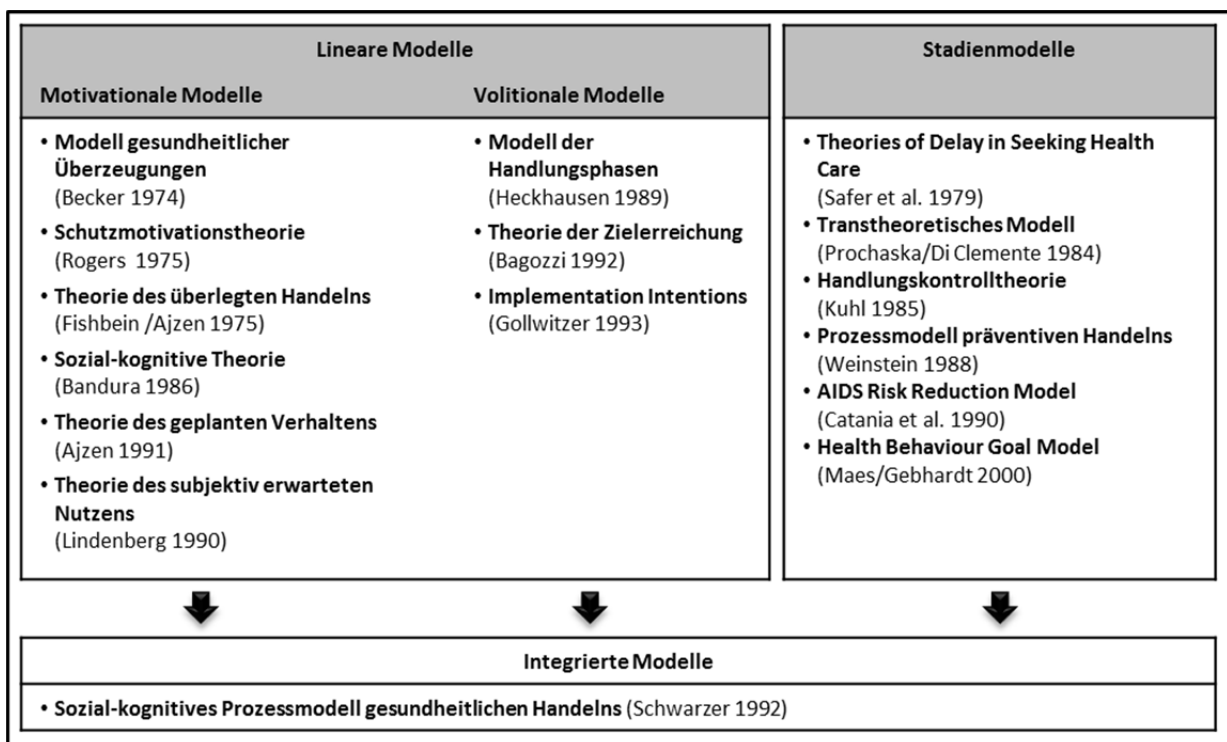 Lineare Modelle
Motivationale Modelle
• Modell gesundheitlicher
Überzeugungen
(Becker 1974)
• Schutzmotivationstheorie
(Rogers 1975)
• Theorie des überlegten Handelns
(Fishbein /Ajzen 1975)
• Sozial-kognitive Theorie
(Bandura 1986)
• Theorie des geplanten Verhaltens
(Ajzen 1991)
• Theorie des subjektiv erwarteten
Nutzens
(Lindenberg 1990)
Volitionale Modelle
• Modell der
Handlungsphasen
(Heckhausen 1989)
• Theorie der Zielerreichung
(Bagozzi 1992)
• Implementation Intentions
(Gollwitzer 1993)
Stadienmodelle
• Theories of Delay in Seeking Health
Care
(Safer et al. 1979)
• Transtheoretisches Modell
(Prochaska/Di Clemente 1984)
• Handlungskontrolltheorie
(Kuhl 1985)
• Prozessmodell präventiven Handelns
(Weinstein 1988)
• AIDS Risk Reduction Model
(Catania et al. 1990)
• Health Behaviour Goal Model
(Maes/Gebhardt 2000)
Integrierte Modelle
• Sozial-kognitives Prozessmodell gesundheitlichen Handelns (Schwarzer 1992)